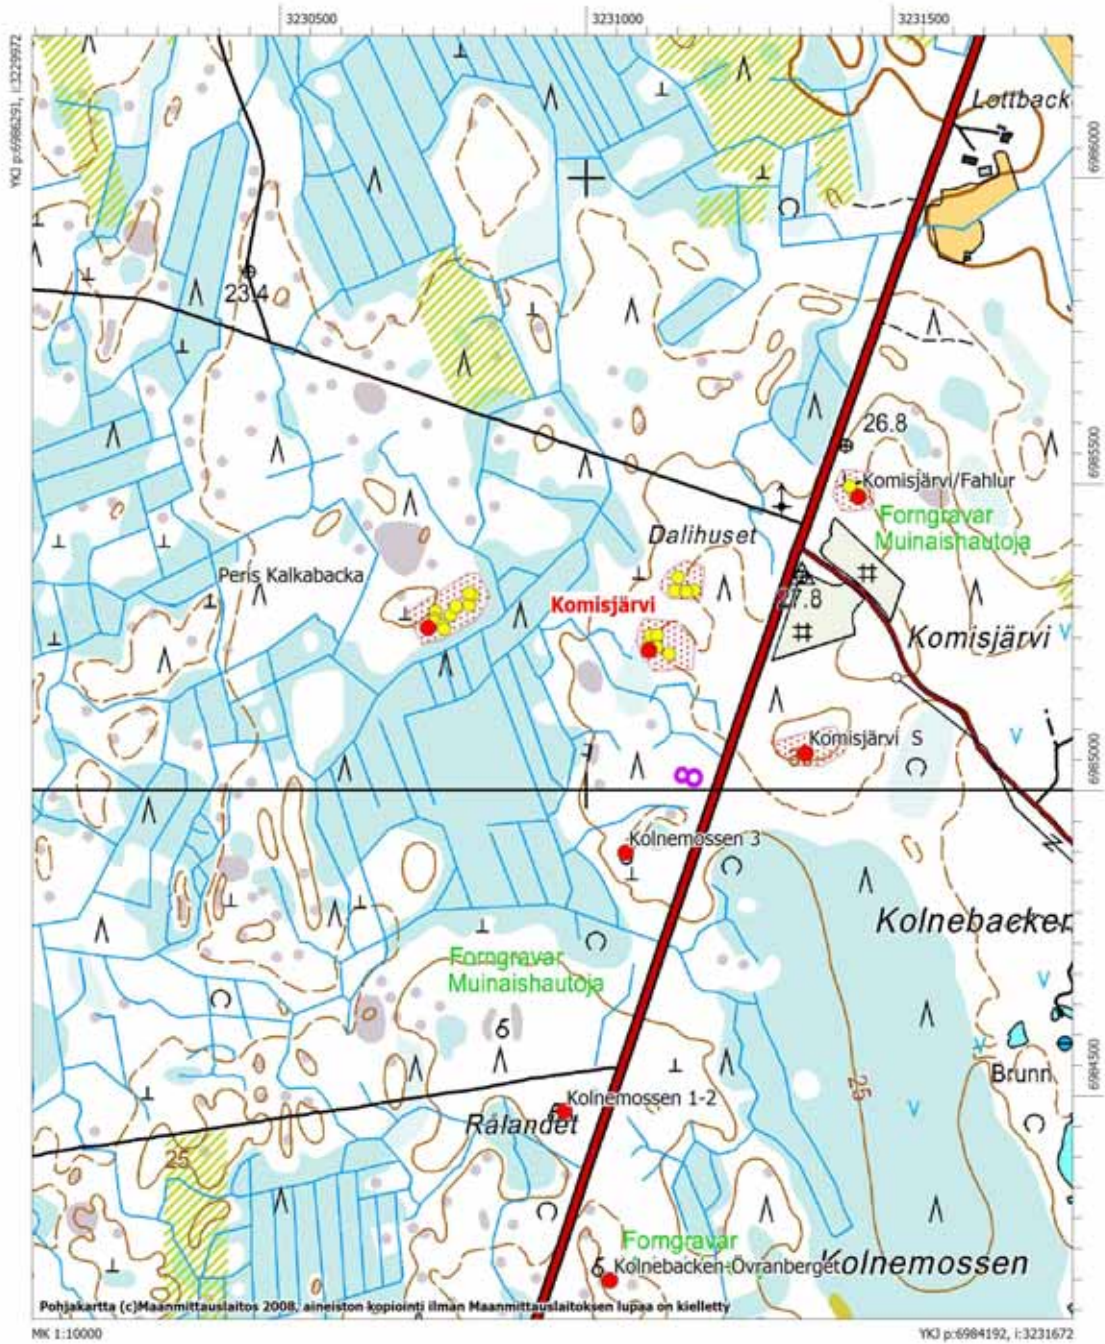 3230500
3231000
3231500
YKJ p:6986291, i:3229972
Lottback
6986000
23.4
26.8
6985500
Komisjärvi/Fahlur
Forngravar
Muinaishautoja
Dalihuset
Peris Kalkabacka
Komisjärvi
27.8
Komisjärvi
Komisjärvi S
6985000
Kolnemossen 3
Kolnebacken
Forngravar
Muinaishautoja
6984500
Brunn
25
Kolnemossen 1-2
Rålandet
25
Forngravar
Kolnebacken-Övranberget
Kolnemossen
Pohjakartta (c)Maanmittauslaitos 2008, aineiston kopiointi ilman Maanmittauslaitoksen lupaa on kielletty
MK 1:10000
YKJ p:6984192, i:3231672